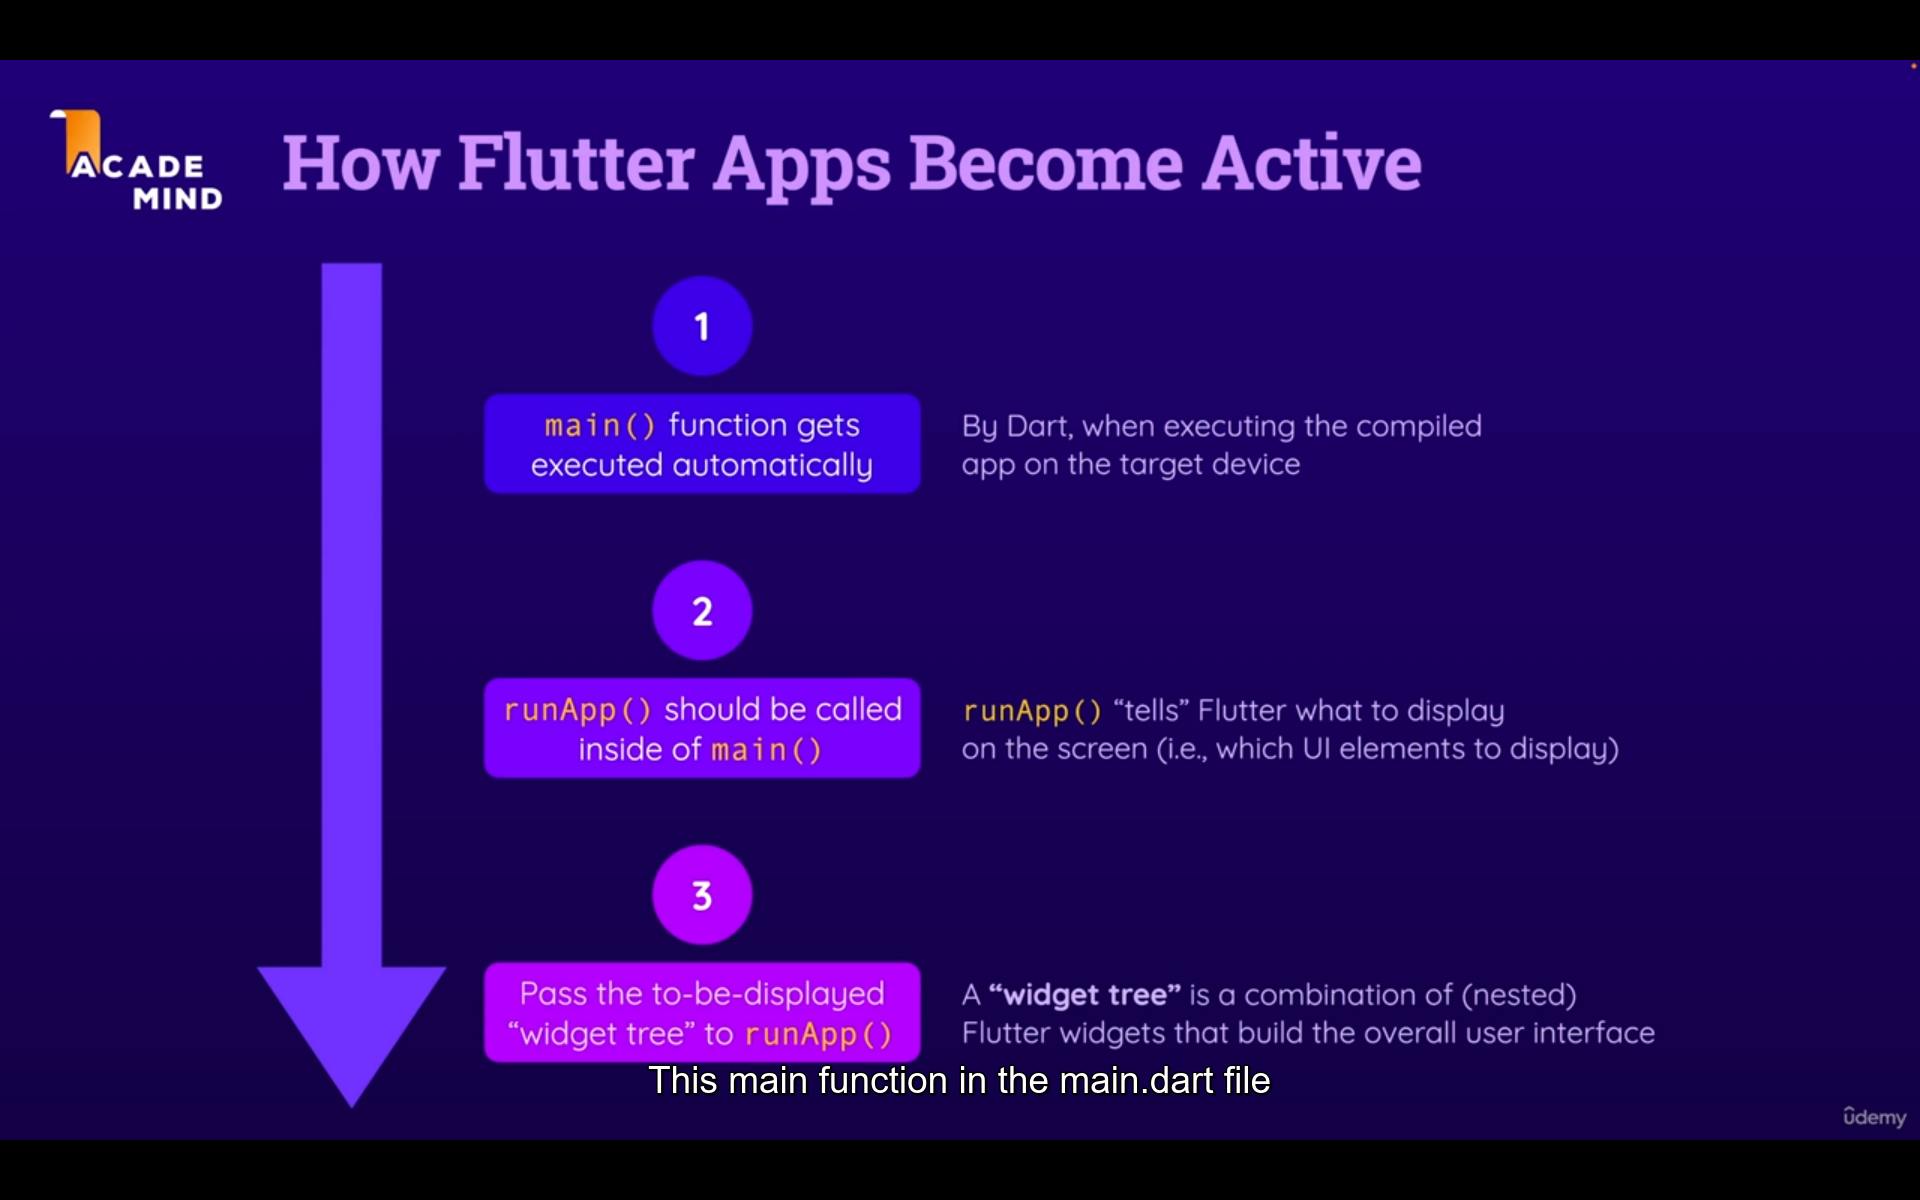 ACADE
MIND
How Flutter Apps Become Active
1
main() function gets
executed automatically
By Dart, when executing the compiled
app on the target device
2
runApp() should be called
inside of main()
runApp() “tells” Flutter what to display
on the screen (i.e., which UI elements to display)
3
Pass the to-be-displayed
“widget tree” to runApp()
A “widget tree” is a combination of (nested)
Flutter widgets that build the overall user interface
This main function in the main.dart file
ûdemy